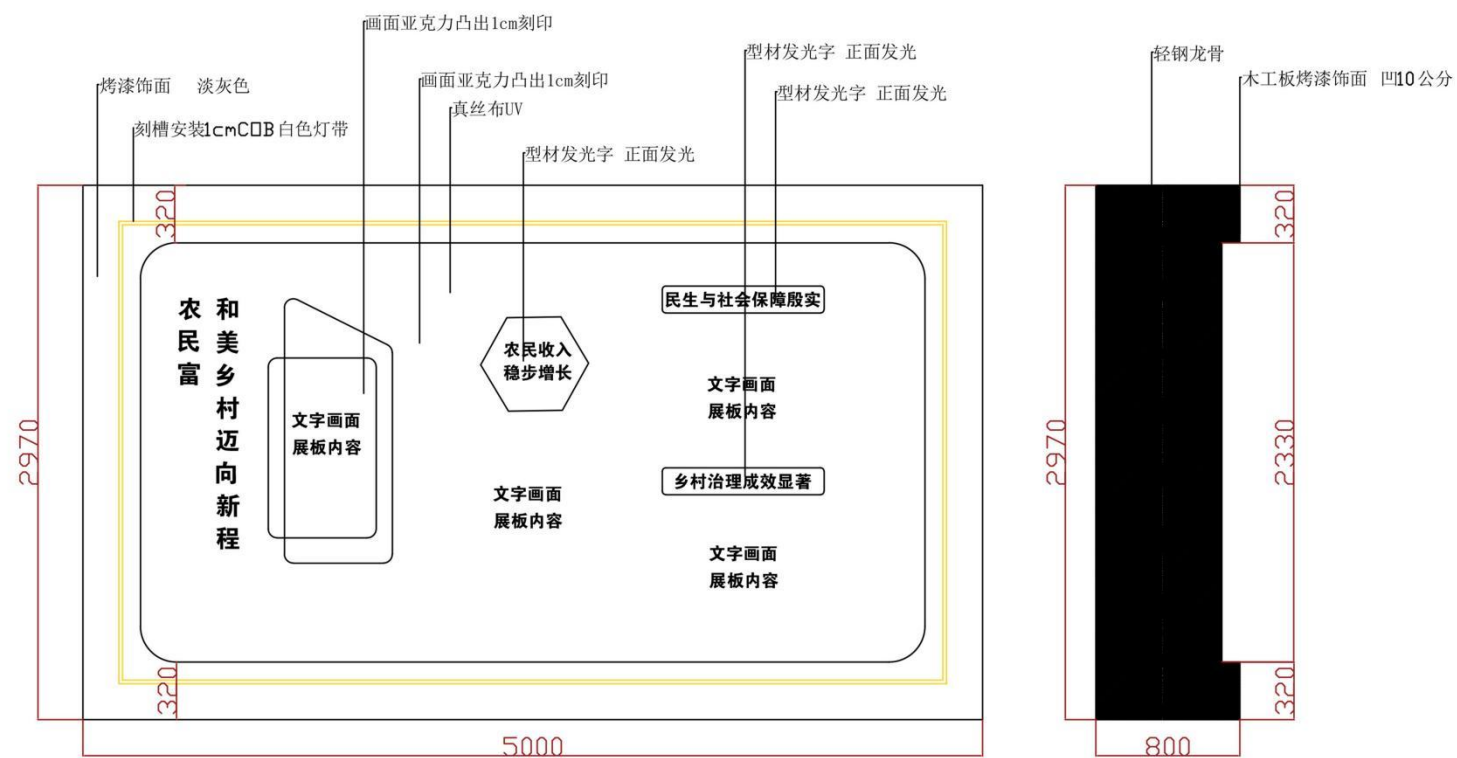 画面亚克力凸出1cm刻印
型材发光字 正面发光
轻钢龙骨
烤漆饰面 淡灰色
画面亚克力凸出1cm刻印
型材发光字 正面发光
木工板烤漆饰面 凹10公分
真丝布UV
刻槽安装1cmCOB白色灯带
型材发光字 正面发光
320
320
和美乡村迈向新程
农民富
民生与社会保障殷实
农民收入
稳步增长
文字画面
展板内容
文字画面
展板内容
2970
2970
2330
乡村治理成效显著
文字画面
展板内容
文字画面
展板内容
320
320
5000
800